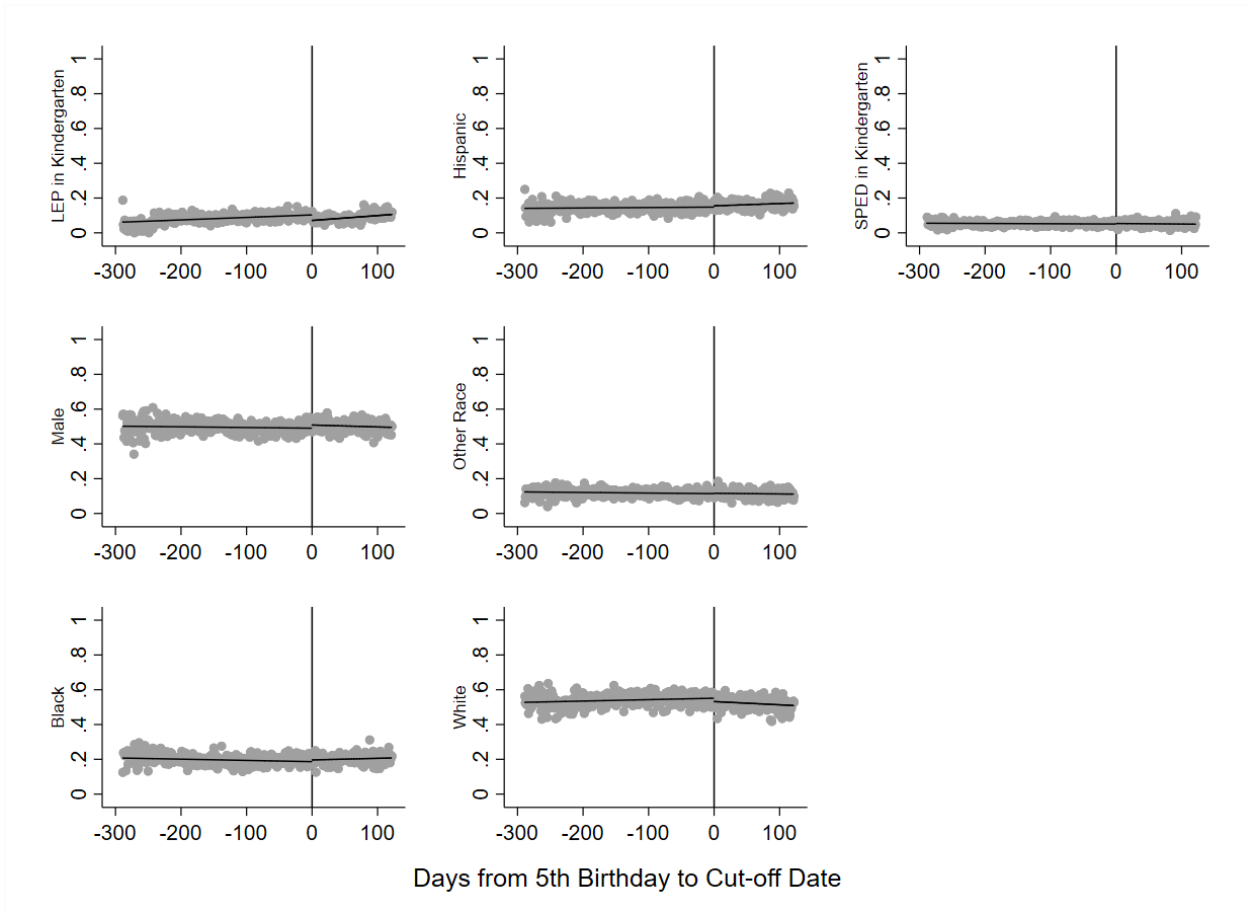 LEP in Kindergarten
0 .2 .4 .6 .8 1
-300 -200 -100 0 100
Hispanic
0 .2 .4 .6 .8 1
-300 -200 -100 0 100
SPED in Kindergarten
0 .2 .4 .6 .8 1
-300 -200 -100 0 100
Male
0 .2 .4 .6 .8 1
-300 -200 -100 0 100
Other Race
0 .2 .4 .6 .8 1
-300 -200 -100 0 100
Black
0 .2 .4 .6 .8 1
-300 -200 -100 0 100
White
0 .2 .4 .6 .8 1
-300 -200 -100 0 100
Days from 5th Birthday to Cut-off Date